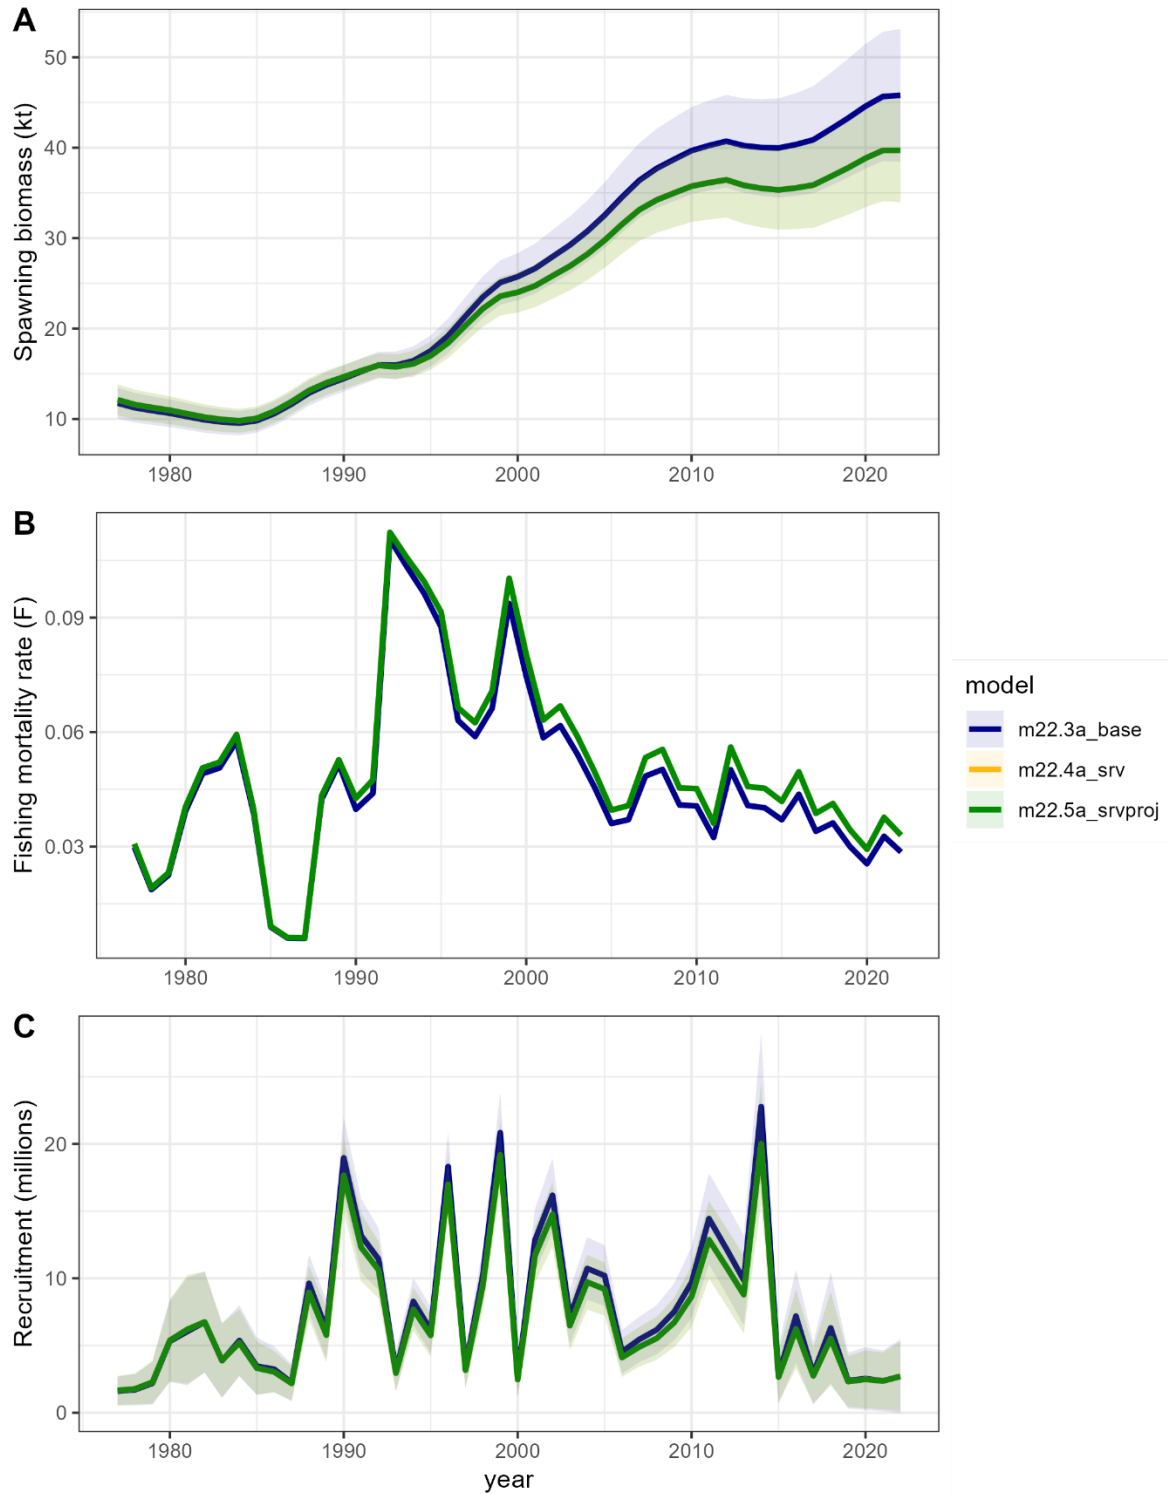 A
Spawning biomass (kt)
50
40
30
20
10
1980 1990 2000 2010 2020
B
Fishing mortality rate (F)
0.09
0.06
0.03
1980 1990 2000 2010 2020
model
m22.3a_base
m22.4a_srv
m22.5a_srvproj
C
Recruitment (millions)
20
10
0
1980 1990 2000 2010 2020
year